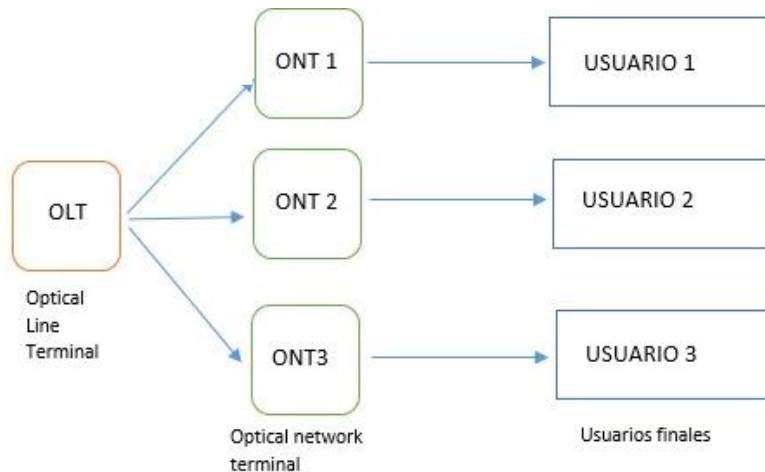 ONT 1
USUARIO 1
OLT
ONT 2
USUARIO 2
Optical
Line
Terminal
ONT3
USUARIO 3
Optical network
terminal
Usuarios finales